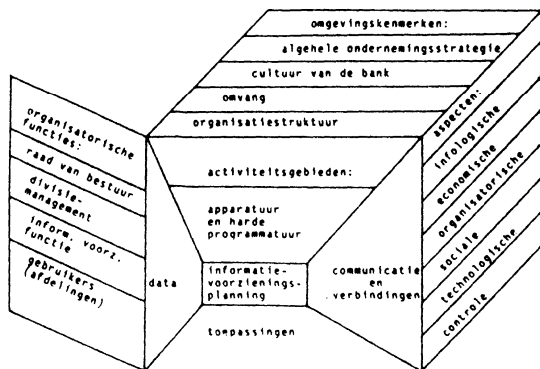 omgevingskenmerken:
algehele ondernemingsstrategie
cultuur van de bank
omvang
organisatiestruktuur
organisatorische
functies:
raad van bestuur
divisie-
management
inform. voorz.
functie
gebruikers
(afdelingen)
activiteitsgebieden:
apparatuur
en harde
programmatuur
data
informatie-
voorzienings-
planning
communicatie
en
verbindingen
toepassingen
aspecten:
infologische
economische
organisatorische
sociale
technologische
controle